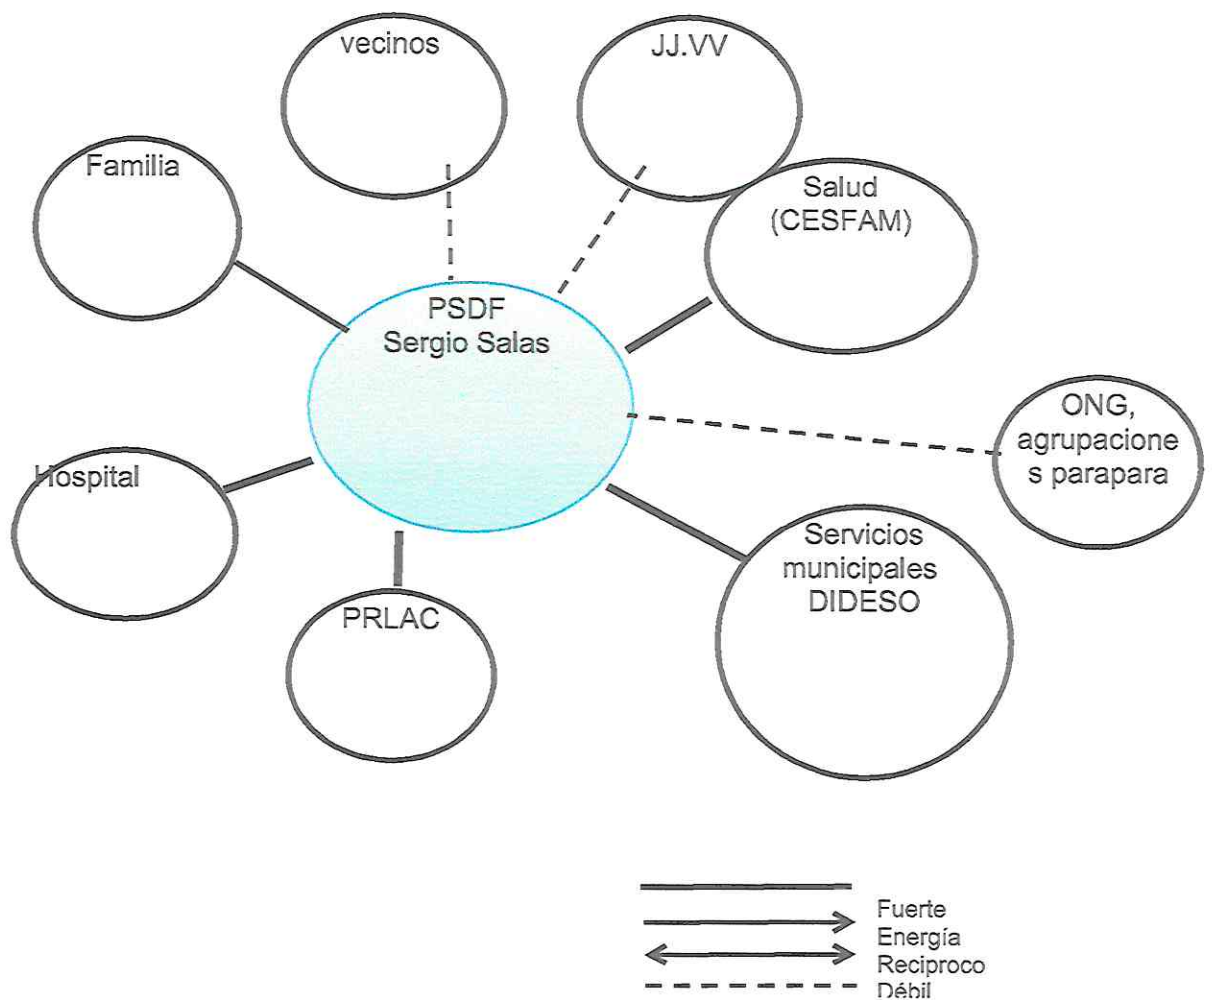 vecinos
JJ.VV
Familia
Salud
(CESFAM)
PSDF
Sergio Salas
ONG,
agrupacione
s parapara
Hospital
Servicios
municipales
DIDESO
PRLAC
Fuerte
Energía
Reciproco
Débil